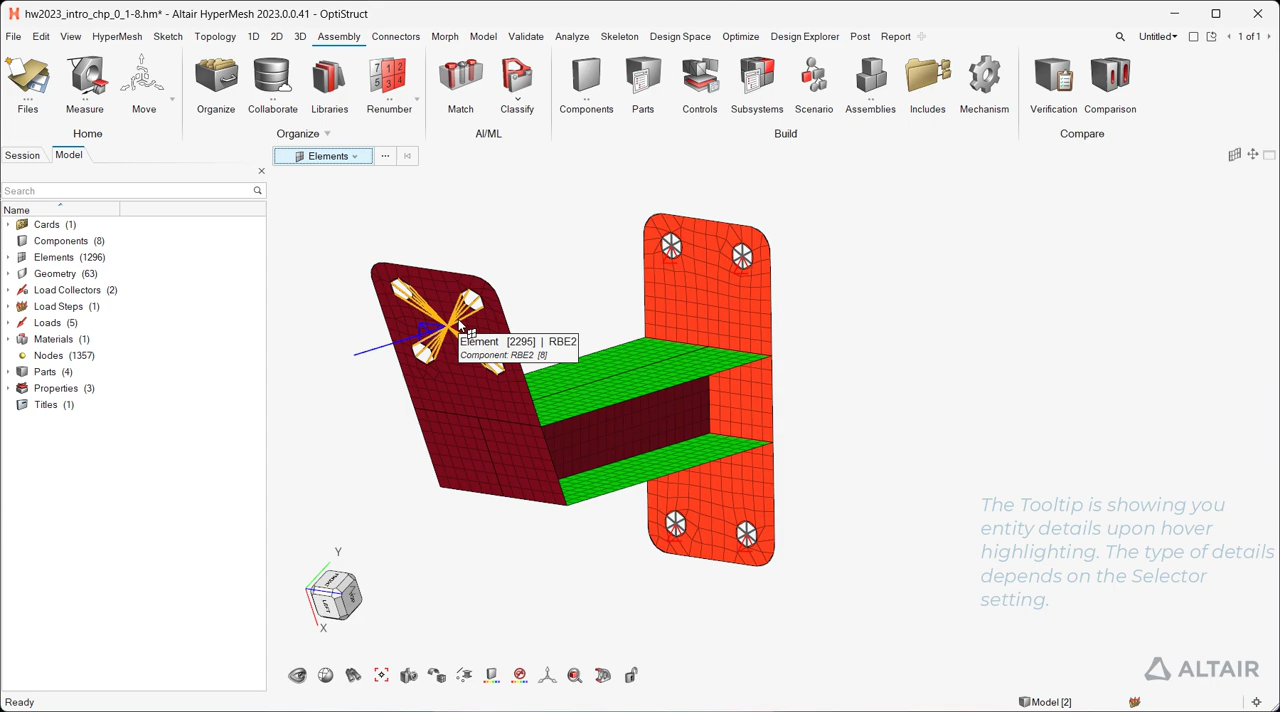 hw2023_intro_chp_0_1-8.hm* - Altair HyperMesh 2023.0.0.41 - OptiStruct
File Edit View HyperMesh Sketch Topology 1D 2D 3D Assembly Connectors Morph Model Validate Analyze Skeleton Design Space Optimize Design Explorer Post Report Untitled 1 of 1
Files Measure Move Organize Collaborate Libraries Renumber Match Classify Components Parts Controls Subsystems Scenario Assemblies Includes Mechanism Verification Comparison
Home Organize AI/ML Build Compare
Session Model
Elements
Search
Name
Cards (1)
Components (8)
Elements (1296)
Geometry (63)
Load Collectors (2)
Load Steps (1)
Loads (5)
Materials (1)
Nodes (1357)
Parts (4)
Properties (3)
Titles (1)
Element [2295] | RBE2
Component: RBE2 [8]
The Tooltip is showing you
entity details upon hover
highlighting. The type of details
depends on the Selector
setting.
Y
X
LEFT
ALTAIR
Ready
Model [2]